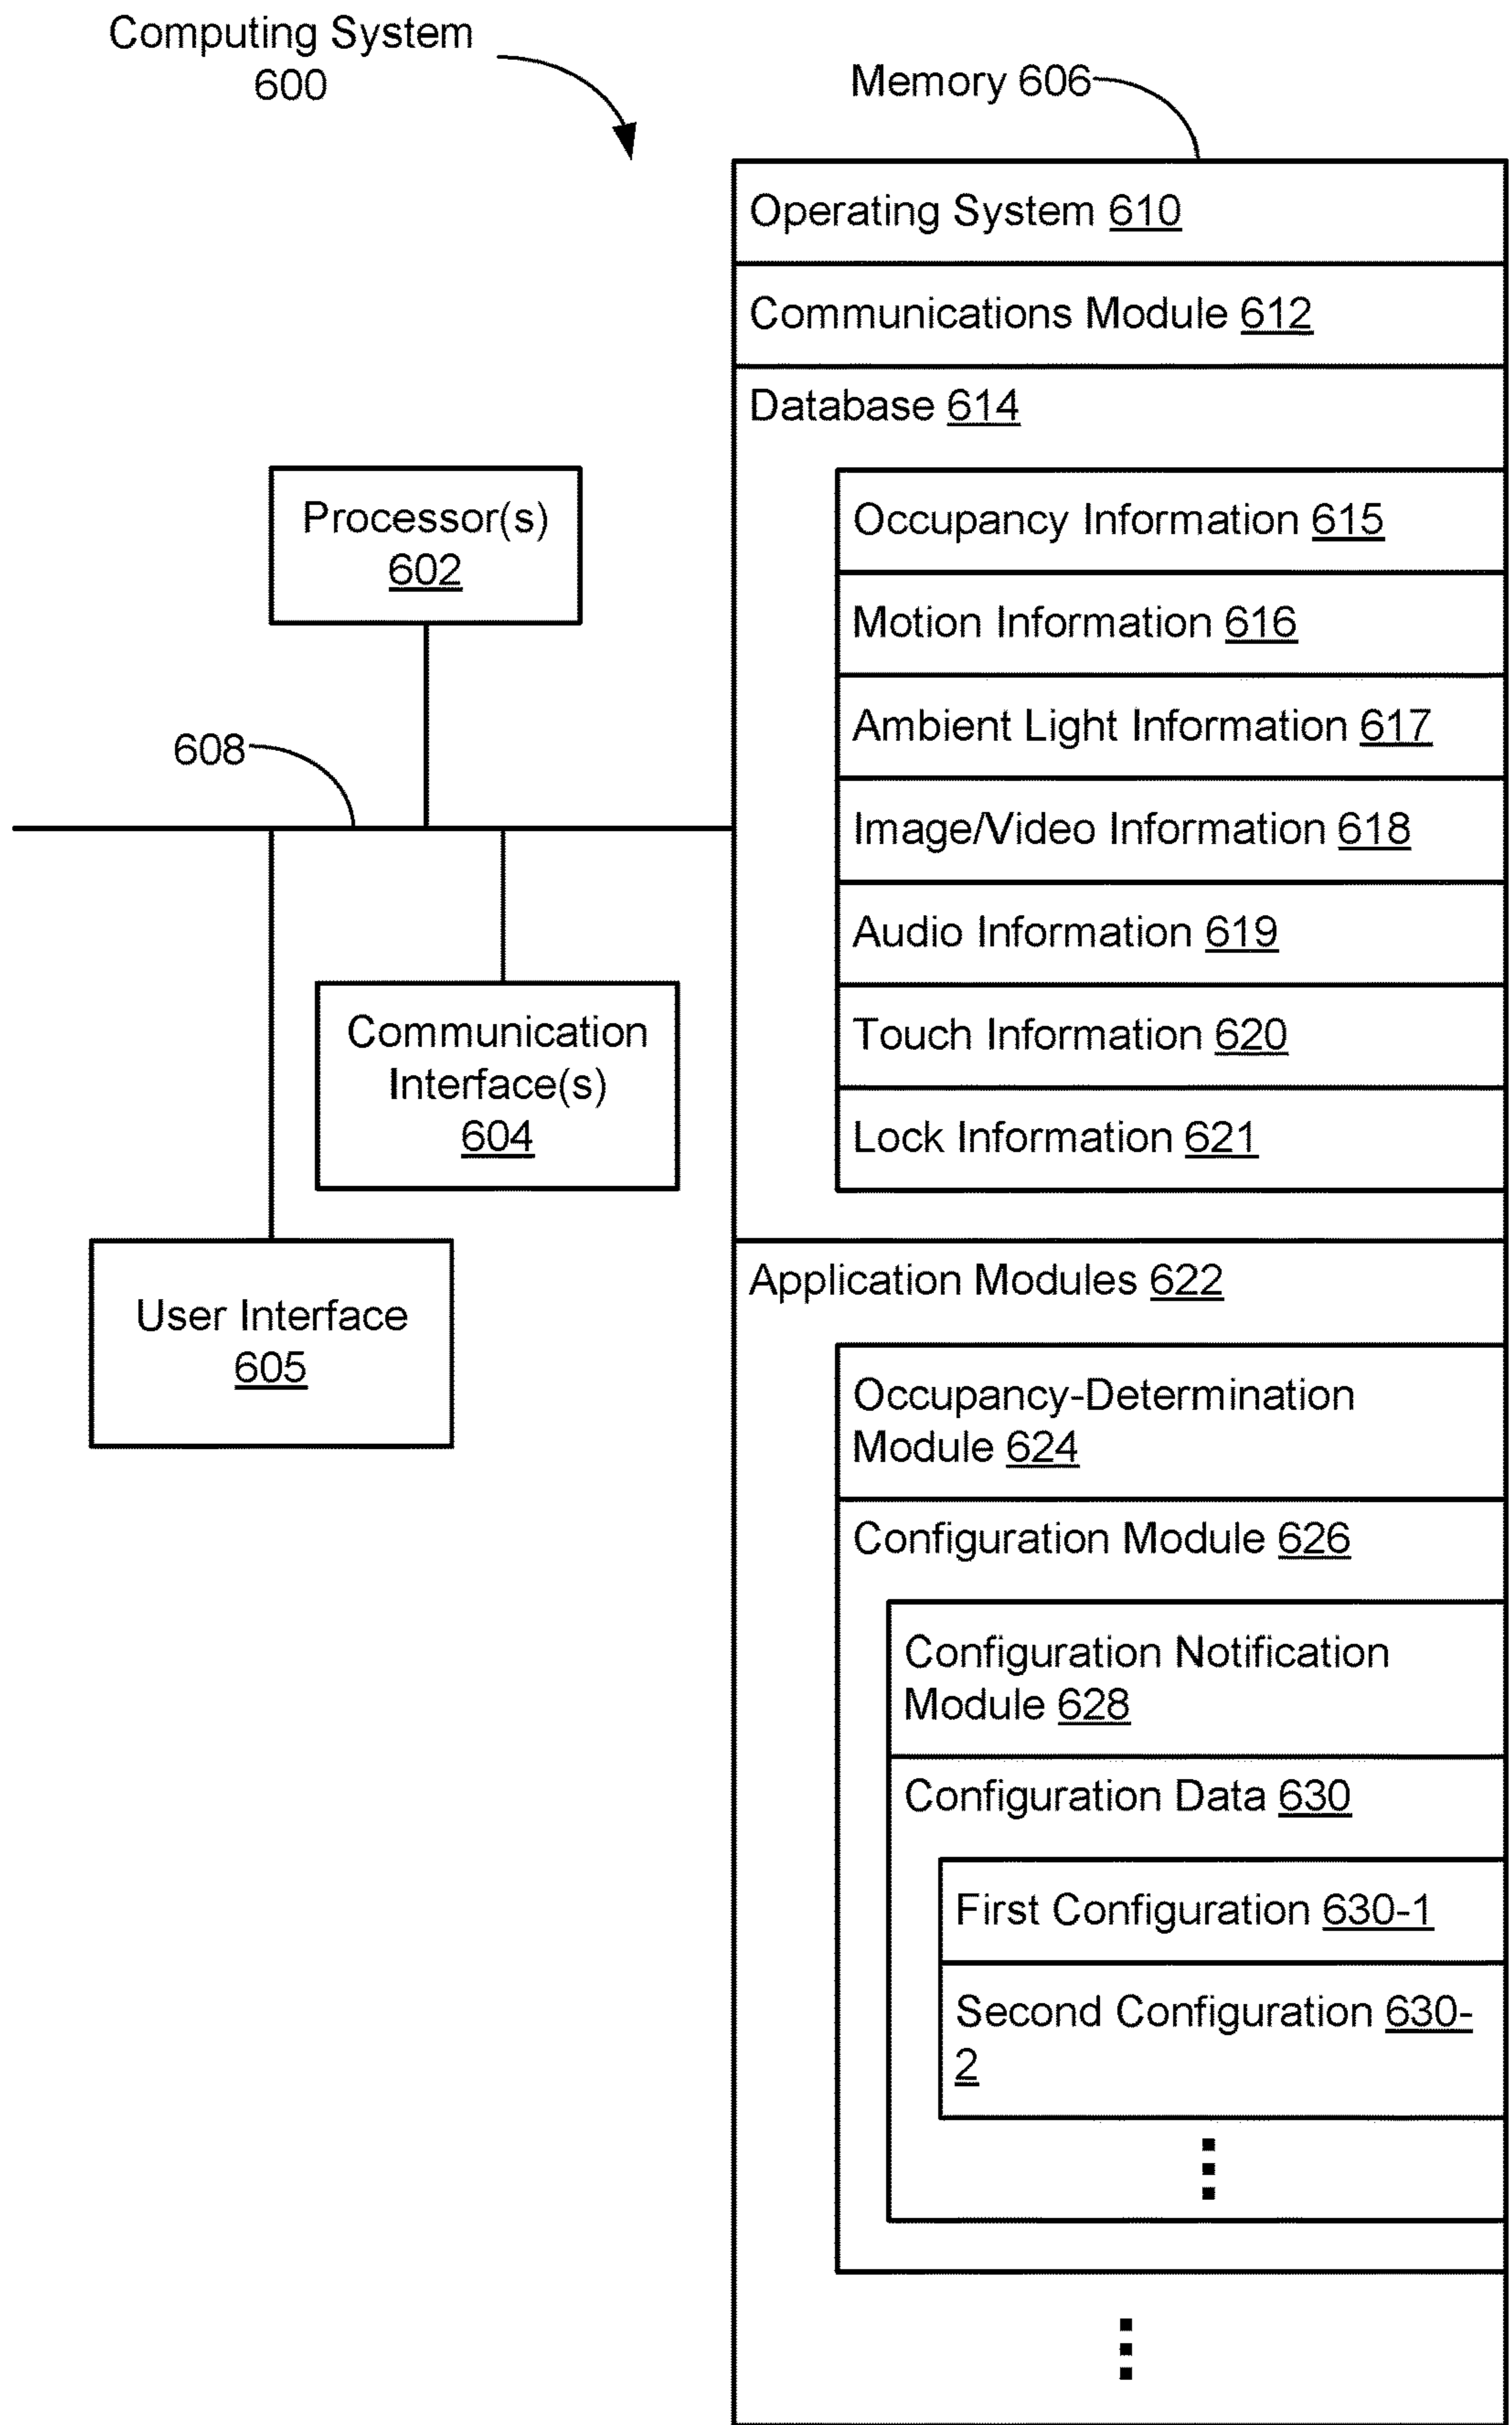 Computing System
600
Memory 606
Operating System 610
Communications Module 612
Database 614
Occupancy Information 615
Motion Information 616
Ambient Light Information 617
Image/Video Information 618
Audio Information 619
Touch Information 620
Lock Information 621
Processor(s)
602
608
Communication
Interface(s)
604
User Interface
605
Application Modules 622
Occupancy-Determination
Module 624
Configuration Module 626
Configuration Notification
Module 628
Configuration Data 630
First Configuration 630-1
Second Configuration 630-
2